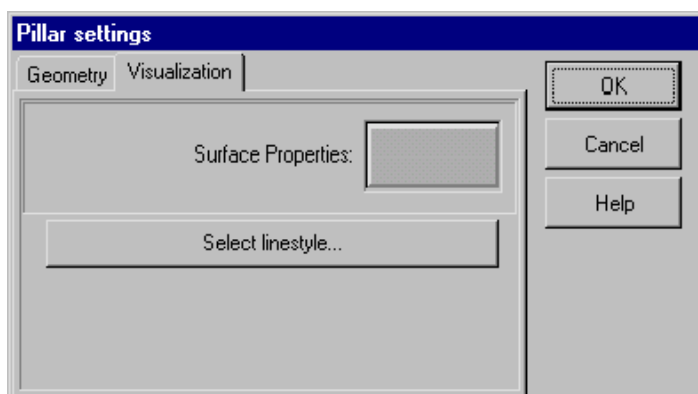 Pillar settings
Geometry
Visualization
OK
Surface Properties:
Cancel
Help
Select linestyle...